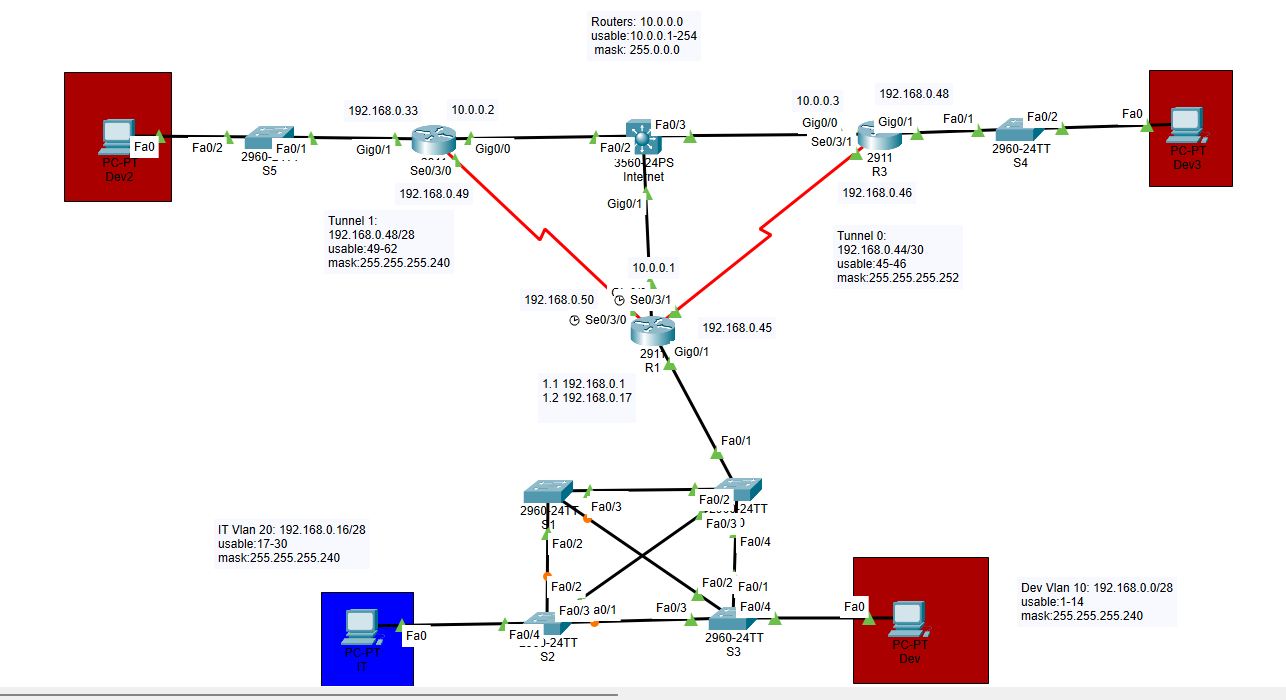 Routers: 10.0.0.0
usable:10.0.0.1-254
mask: 255.0.0.0
192.168.0.33
10.0.0.2
10.0.0.3
192.168.0.48
Fa0
Fa0/2
Fa0/1
Gig0/1
Gig0/0
Fa0/2
Fa0/3
Gig0/0
Se0/3/1
Gig0/1
Fa0/1
Fa0/2
Fa0
PC-PT
Dev2
S5
Se0/3/0
3560-24PS
Internet
2911
R3
2960-24TT
S4
PC-PT
Dev3
192.168.0.49
Gig0/1
192.168.0.46
Tunnel 1:
192.168.0.48/28
usable:49-62
mask:255.255.255.240
Tunnel 0:
192.168.0.44/30
usable:45-46
mask:255.255.255.252
10.0.0.1
192.168.0.50
Se0/3/1
Se0/3/0
192.168.0.45
R1
Gig0/1
1.1 192.168.0.1
1.2 192.168.0.17
Fa0/1
2960-24TT
S1
Fa0/3
Fa0/2
Fa0/3
Fa0/2
Fa0/4
IT Vlan 20: 192.168.0.16/28
usable:17-30
mask:255.255.255.240
Fa0/2
Fa0/2
Fa0/1
Fa0/3
Fa0/3
Fa0/4
Fa0
Dev Vlan 10: 192.168.0.0/28
usable:1-14
mask:255.255.255.240
Fa0
Fa0/4
S2
2960-24TT
S3
PC-PT
IT
PC-PT
Dev